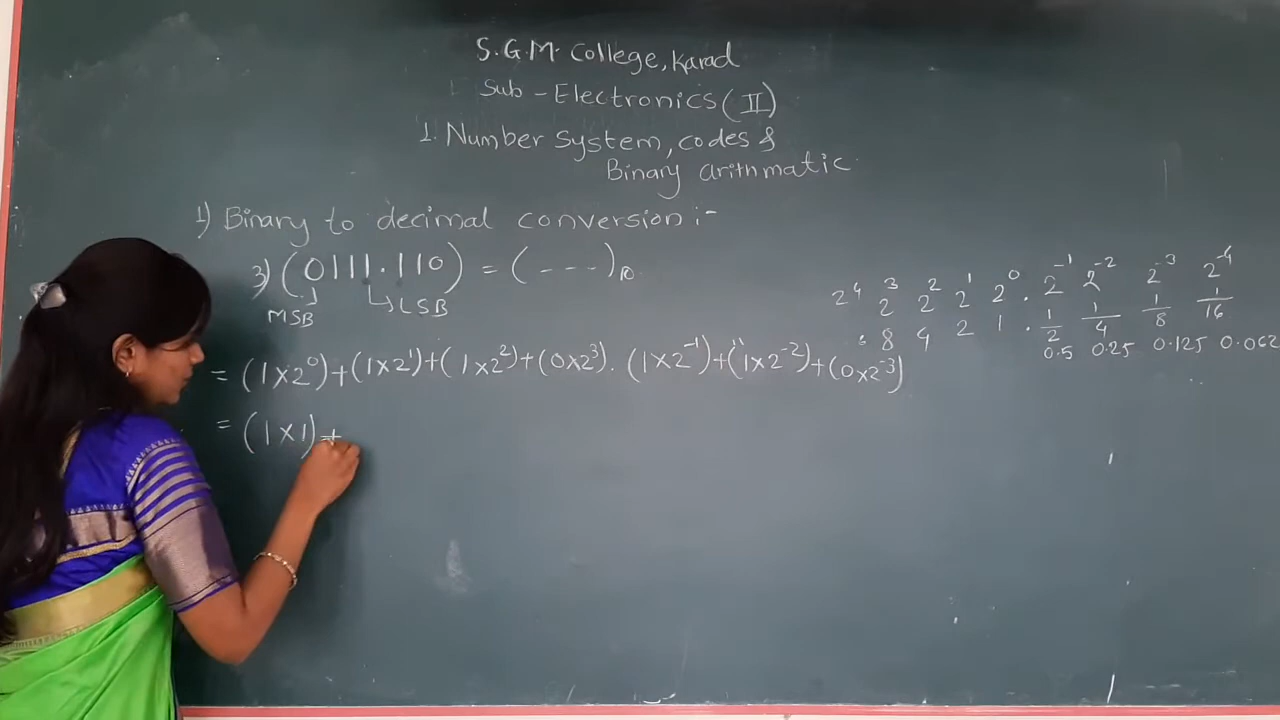 S.G.M. College, Karad
Sub - Electronics (II)
1. Number System, codes &
Binary arithmatic
1) Binary to decimal conversion :-
3) (0111.110) = (---)10
MSB LSB
2^4 2^3 2^2 2^1 2^0 . 2^-1 2^-2 2^-3 2^-4
8 4 2 1 . 1/2 1/4 1/8 1/16
0.5 0.25 0.125 0.062
= (1×2^0)+(1×2^1)+(1×2^2)+(0×2^3).(1×2^-1)+(1×2^-2)+(0×2^-3)
= (1×1)+